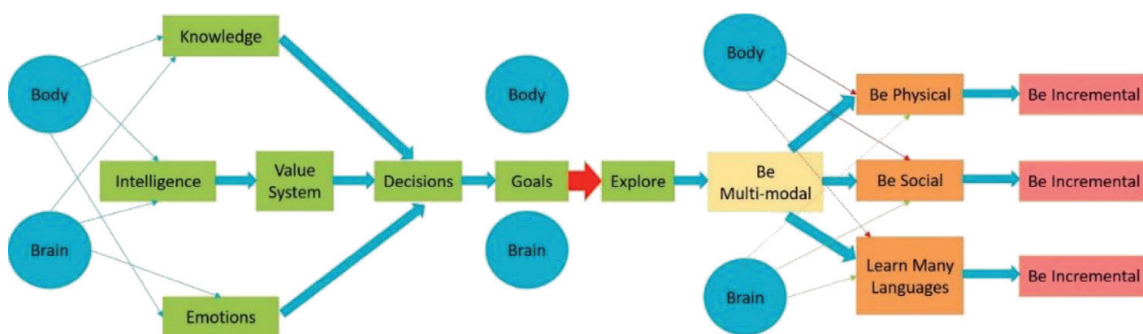 Body
Brain
Knowledge
Intelligence
Emotions
Value
System
Decisions
Body
Goals
Brain
Explore
Body
Be
Multi-modal
Brain
Be Physical
Be Incremental
Be Social
Be Incremental
Learn Many
Languages
Be Incremental